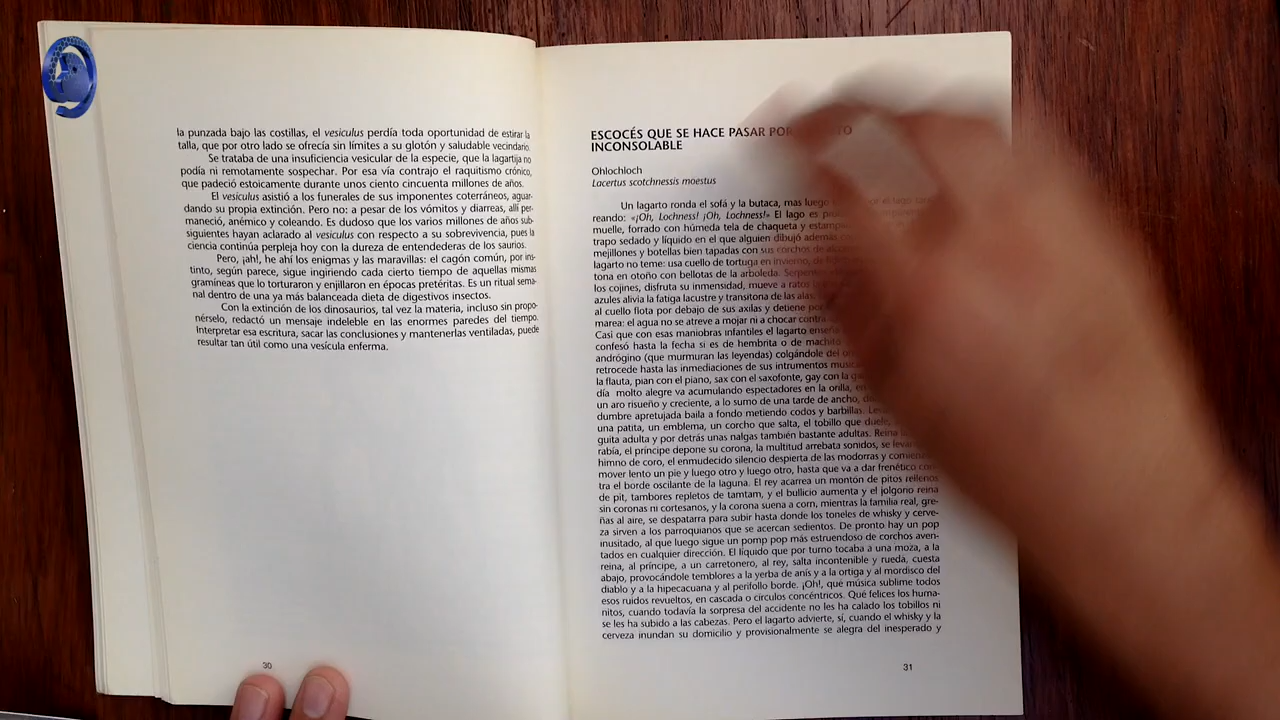 la punzada bajo las costillas, el vesiculus perdía toda oportunidad de estirar la
talla, que por otro lado se ofrecía sin límites a su glotón y saludable vecindario.
Se trataba de una insuficiencia vesicular de la especie, que la lagartija no
podía ni remotamente sospechar. Por esa vía contrajo el raquitismo crónico,
que padeció estoicamente durante unos ciento cincuenta millones de años.
El vesiculus asistió a los funerales de sus imponentes coterráneos, aguar-
dando su propia extinción. Pero no: a pesar de los vómitos y diarreas, allí per-
maneció, anémico y coleando. Es dudoso que los varios millones de años sub-
siguientes hayan aclarado al vesiculus con respecto a su sobrevivencia, pues la
ciencia continúa perpleja hoy con la dureza de entendederas de los saurios.
Pero, ¡ah!, he ahí los enigmas y las maravillas: el cagón común, por ins-
tinto, según parece, sigue ingiriendo cada cierto tiempo de aquellas mismas
gramíneas que lo torturaron y enjillaron en épocas pretéritas. Es un ritual sema-
nal dentro de una ya más balanceada dieta de digestivos insectos.
Con la extinción de los dinosaurios, tal vez la materia, incluso sin propo-
nérselo, redactó un mensaje indeleble en las enormes paredes del tiempo.
Interpretar esa escritura, sacar las conclusiones y mantenerlas ventiladas, puede
resultar tan útil como una vesícula enferma.
30
ESCOCÉS QUE SE HACE PASAR POR
INCONSOLABLE
Ohlochloch
Lacertus scotchnessis moestus
Un lagarto ronda el sofá y la butaca, mas luego
reando: «¡Oh, Lochness! ¡Oh, Lochness!» El lago es
muelle, forrado con húmeda tela de chaqueta y
trapo sedado y líquido en el que alguien dibujó además
mejillones y botellas bien tapadas con sus corchos de
lagarto no teme: usa cuello de tortuga en invierno,
tona en otoño con bellotas de la arboleda.
los cojines, disfruta su inmensidad, mueve a ratos
azules alivia la fatiga lacustre y transitona de las alas.
al cuello flota por debajo de sus axilas y detiene
marea: el agua no se atreve a mojar ni a chocar contra
Casi que con esas maniobras infantiles el lagarto
confesó hasta la fecha si es de hembrita o de
andrógino (que murmuran las leyendas) colgándole del
retrocede hasta las inmediaciones de sus intrumentos
la flauta, pian con el piano, sax con el saxofonte, gay con la
día molto alegre va acumulando espectadores en la orilla,
un aro risueño y creciente, a lo sumo de una tarde de ancho,
dumbre apretujada baila a fondo metiendo codos y barbillas.
una patita, un emblema, un corcho que salta, el tobillo que duele,
guita adulta y por detrás unas nalgas también bastante adultas. Reina
rabía, el príncipe depone su corona, la multitud arrebata sonidos, se
himno de coro, el enmudecido silencio despierta de las modorras y
mover lento un pie y luego otro y luego otro, hasta que va a dar frenético con-
tra el borde oscilante de la laguna. El rey acarrea un montón de pitos rellenos
de pit, tambores repletos de tamtam, y el bullicio aumenta y el jolgorio reina
sin coronas ni cortesanos, y la corona suena a corn, mientras la familia real, gre-
ñas al aire, se despatarra para subir hasta donde los toneles de whisky y cerve-
za sirven a los parroquianos que se acercan sedientos. De pronto hay un pop
inusitado, al que luego sigue un pomp pop más estruendoso de corchos aven-
tados en cualquier dirección. El líquido que por turno tocaba a una moza, a la
reina, al príncipe, a un carretonero, al rey, salta incontenible y rueda, cuesta
abajo, provocándole temblores a la yerba de anís y a la ortiga y al mordisco del
diablo y a la hipecacuana y al perifollo borde. ¡Oh!, qué música sublime todos
esos ruidos revueltos, en cascada o círculos concéntricos. Qué felices los huma-
nitos, cuando todavía la sorpresa del accidente no les ha calado los tobillos ni
se les ha subido a las cabezas. Pero el lagarto advierte, sí, cuando el whisky y la
cerveza inundan su domicilio y provisionalmente se alegra del inesperado y
31